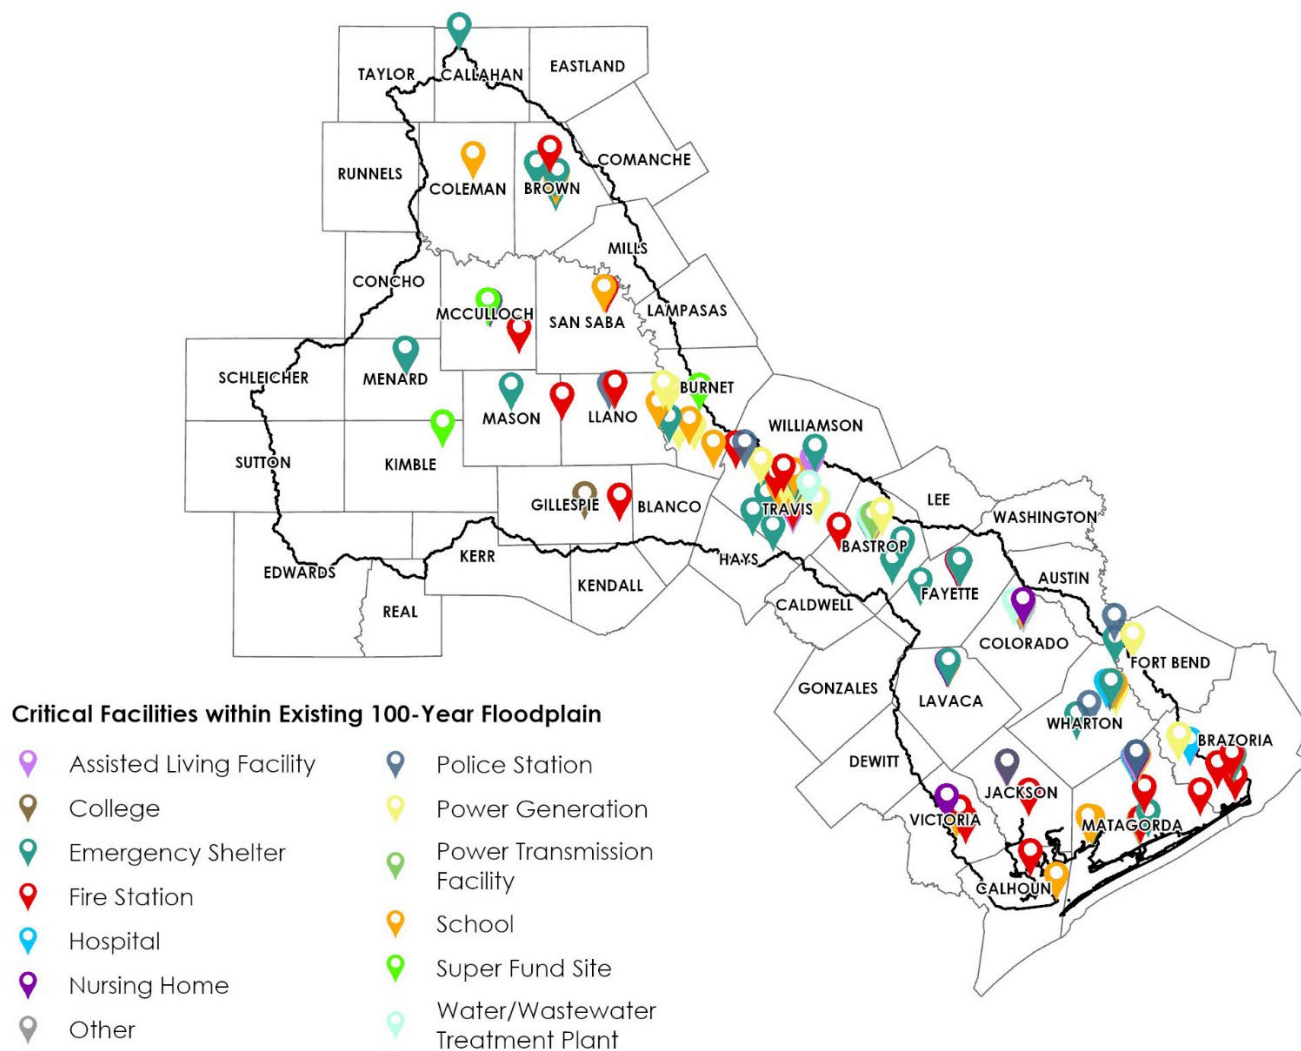 TAYLOR
CALLAHAN
EASTLAND
RUNNELS
COLEMAN
BROWN
COMANCHE
CONCHO
MCCULLOCH
SAN SABA
MILLS
LAMPASAS
SCHLEICHER
MENARD
MASON
LLANO
BURNET
WILLIAMSON
SUTTON
KIMBLE
GILLESPIE
BLANCO
TRAVIS
LEE
WASHINGTON
EDWARDS
KERR
KENDALL
HAYS
BASTROP
REAL
CALDWELL
FAYETTE
AUSTIN
COLORADO
FORT BEND
GONZALES
LAVACA
WHARTON
BRAZORIA
DEWITT
JACKSON
VICTORIA
MATAGORDA
CALHOUN
Critical Facilities within Existing 100-Year Floodplain
Assisted Living Facility
College
Emergency Shelter
Fire Station
Hospital
Nursing Home
Other
Police Station
Power Generation
Power Transmission
Facility
School
Super Fund Site
Water/Wastewater
Treatment Plant